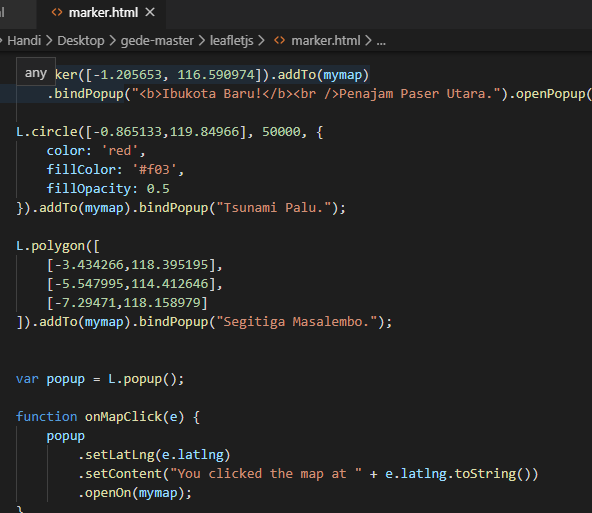 l marker.html ×
Handi > Desktop > gede-master > leafletjs > <> marker.html > ...
any
ker([-1.205653, 116.590974]).addTo(mymap)
.bindPopup("<b>Ibukota Baru!</b><br />Penajam Paser Utara.").openPopup(
L.circle([-0.865133,119.84966], 50000, {
color: 'red',
fillColor: '#f03',
fillOpacity: 0.5
}).addTo(mymap).bindPopup("Tsunami Palu.");
L.polygon([
[-3.434266,118.395195],
[-5.547995,114.412646],
[-7.29471,118.158979]
]).addTo(mymap).bindPopup("Segitiga Masalembo.");
var popup = L.popup();
function onMapClick(e) {
popup
.setLatLng(e.latlng)
.setContent("You clicked the map at " + e.latlng.toString())
.openOn(mymap);
}